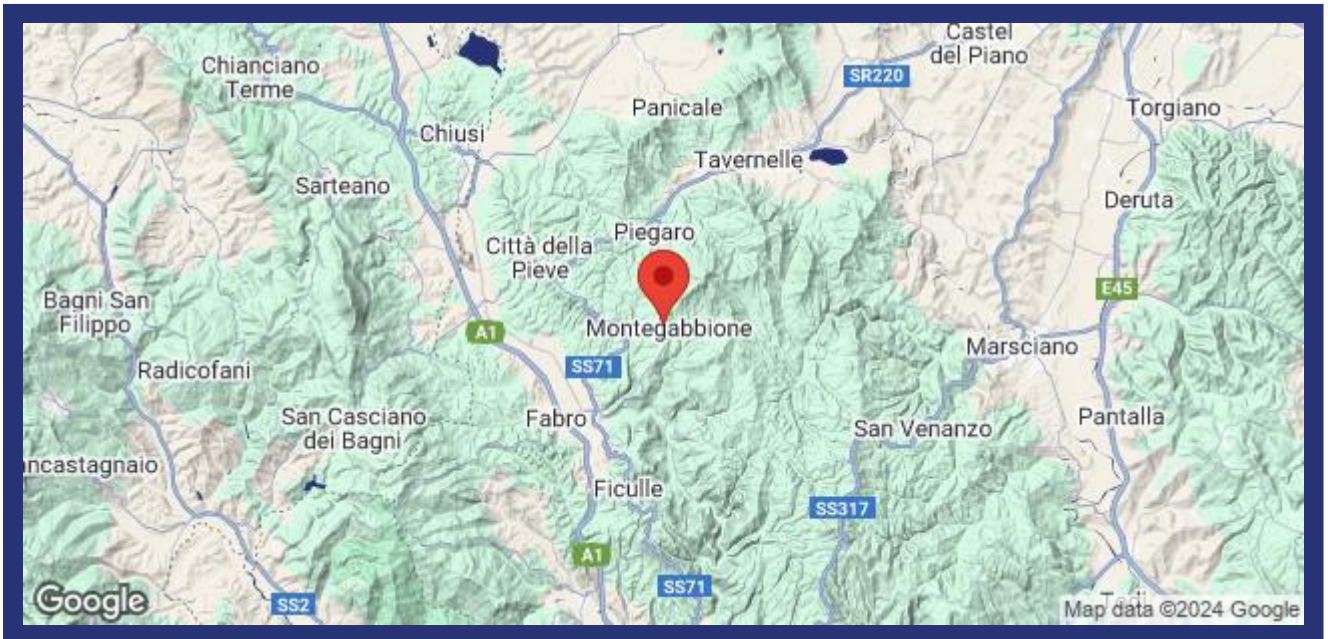 Castel
del Piano
Chianciano
Terme
SR220
Panicale
Torgiano
Chiusi
Tavernelle
Sarteano
Deruta
Piegaro
Città della
Pieve
E45
Bagni San
Filippo
Montegabbione
A1
Marsciano
SS71
Radicofani
San Casciano
dei Bagni
Fabro
Pantalla
San Venanzo
ncastagnaio
Ficulle
SS317
A1
SS71
SS2
Google
Todi
Map data ©2024 Google